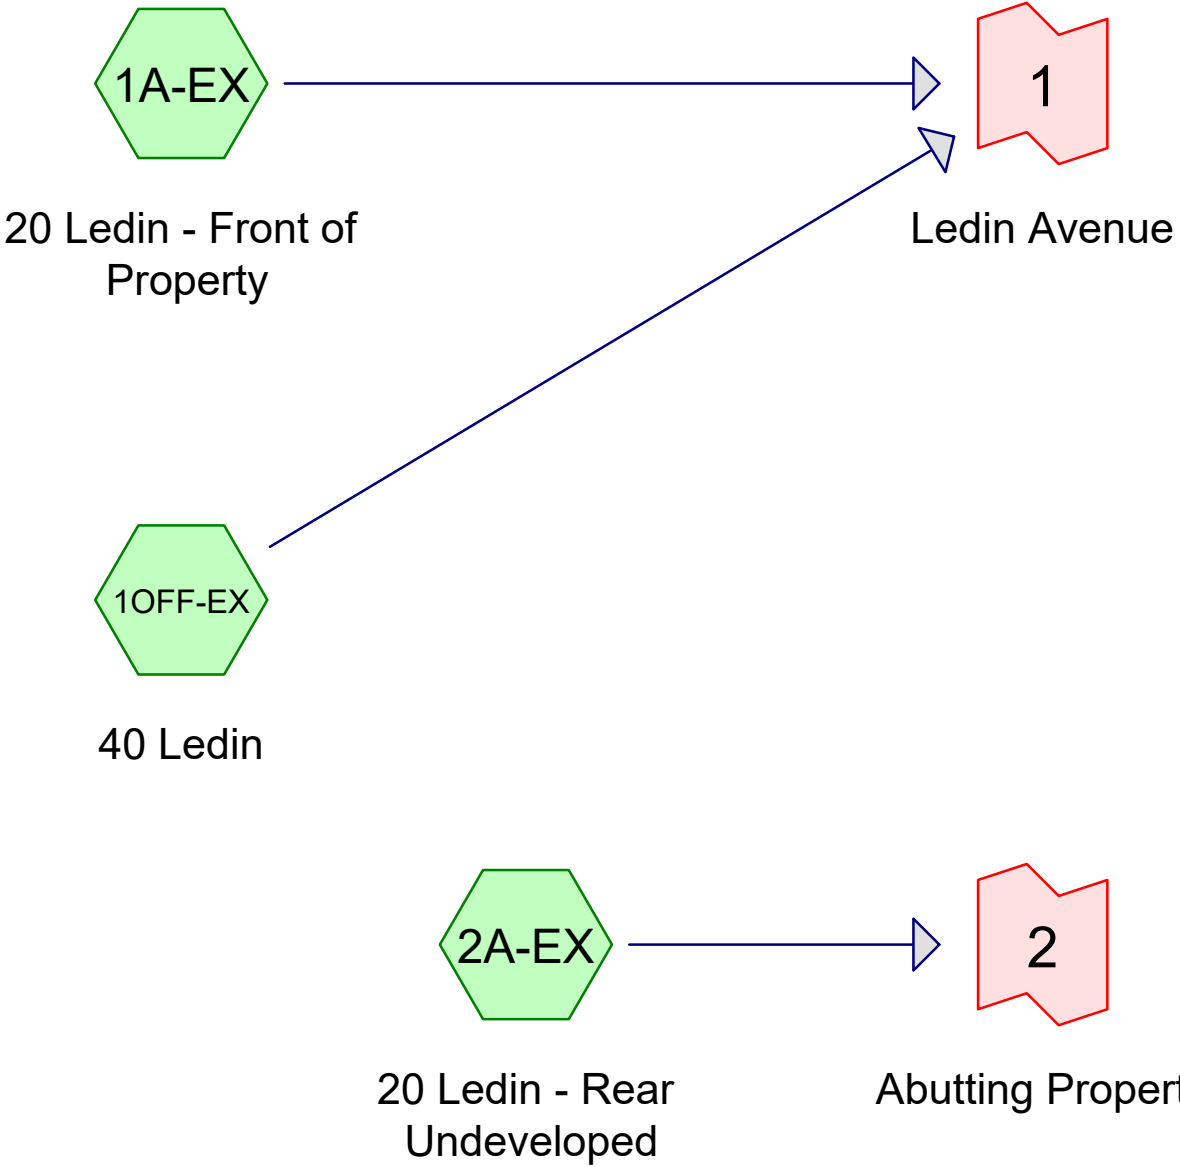 1A-EX
1
20 Ledin - Front of
Property
Ledin Avenue
1OFF-EX
40 Ledin
2A-EX
2
20 Ledin - Rear
Undeveloped
Abutting